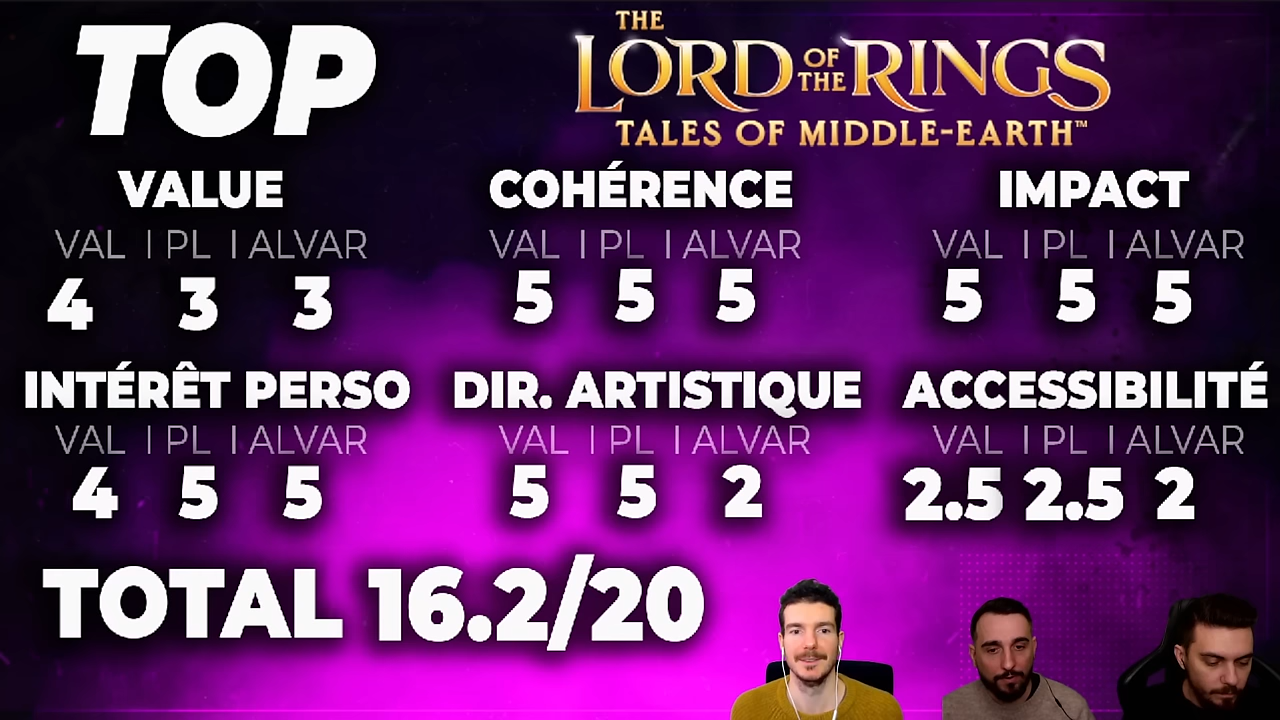 TOP
THE
LORD OF THE RINGS
TALES OF MIDDLE-EARTH™
VALUE COHÉRENCE IMPACT
VAL | PL | ALVAR VAL | PL | ALVAR VAL | PL | ALVAR
4 3 3 5 5 5 5 5 5
INTÉRÊT PERSO DIR. ARTISTIQUE ACCESSIBILITÉ
VAL | PL | ALVAR VAL | PL | ALVAR VAL | PL | ALVAR
4 5 5 5 5 2 2.5 2.5 2
TOTAL 16.2/20